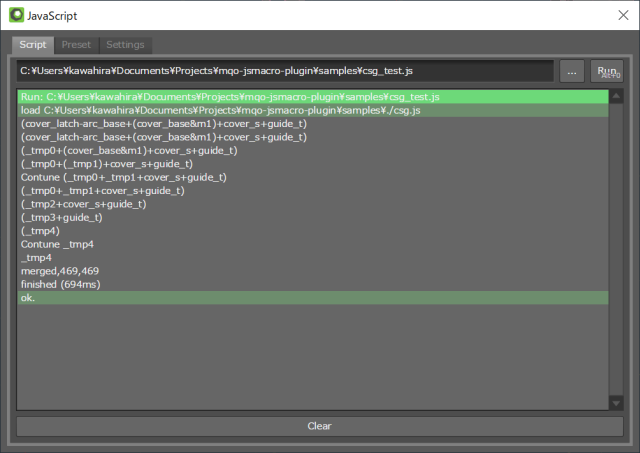 JavaScript
Script Preset Settings
C:¥Users¥kawahira¥Documents¥Projects¥mqo-jsmacro-plugin¥samples¥csg_test.js ... Run
Run: C:¥Users¥kawahira¥Documents¥Projects¥mqo-jsmacro-plugin¥samples¥csg_test.js
load C:¥Users¥kawahira¥Documents¥Projects¥mqo-jsmacro-plugin¥samples¥./csg.js
(cover_latch-arc_base+(cover_base&m1)+cover_s+guide_t)
(cover_latch-arc_base+(cover_base&m1)+cover_s+guide_t)
(_tmp0+(cover_base&m1)+cover_s+guide_t)
(_tmp0+(_tmp1)+cover_s+guide_t)
Contune (_tmp0+_tmp1+cover_s+guide_t)
(_tmp0+_tmp1+cover_s+guide_t)
(_tmp2+cover_s+guide_t)
(_tmp3+guide_t)
(_tmp4)
Contune _tmp4
_tmp4
merged,469,469
finished (694ms)
ok.
Clear